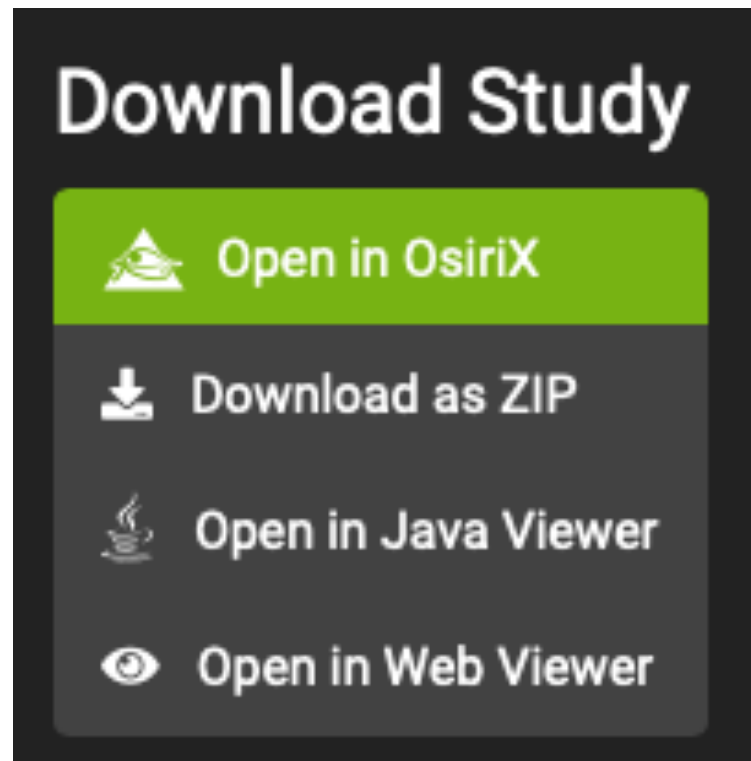 Download Study
Open in OsiriX
Download as ZIP
Open in Java Viewer
Open in Web Viewer